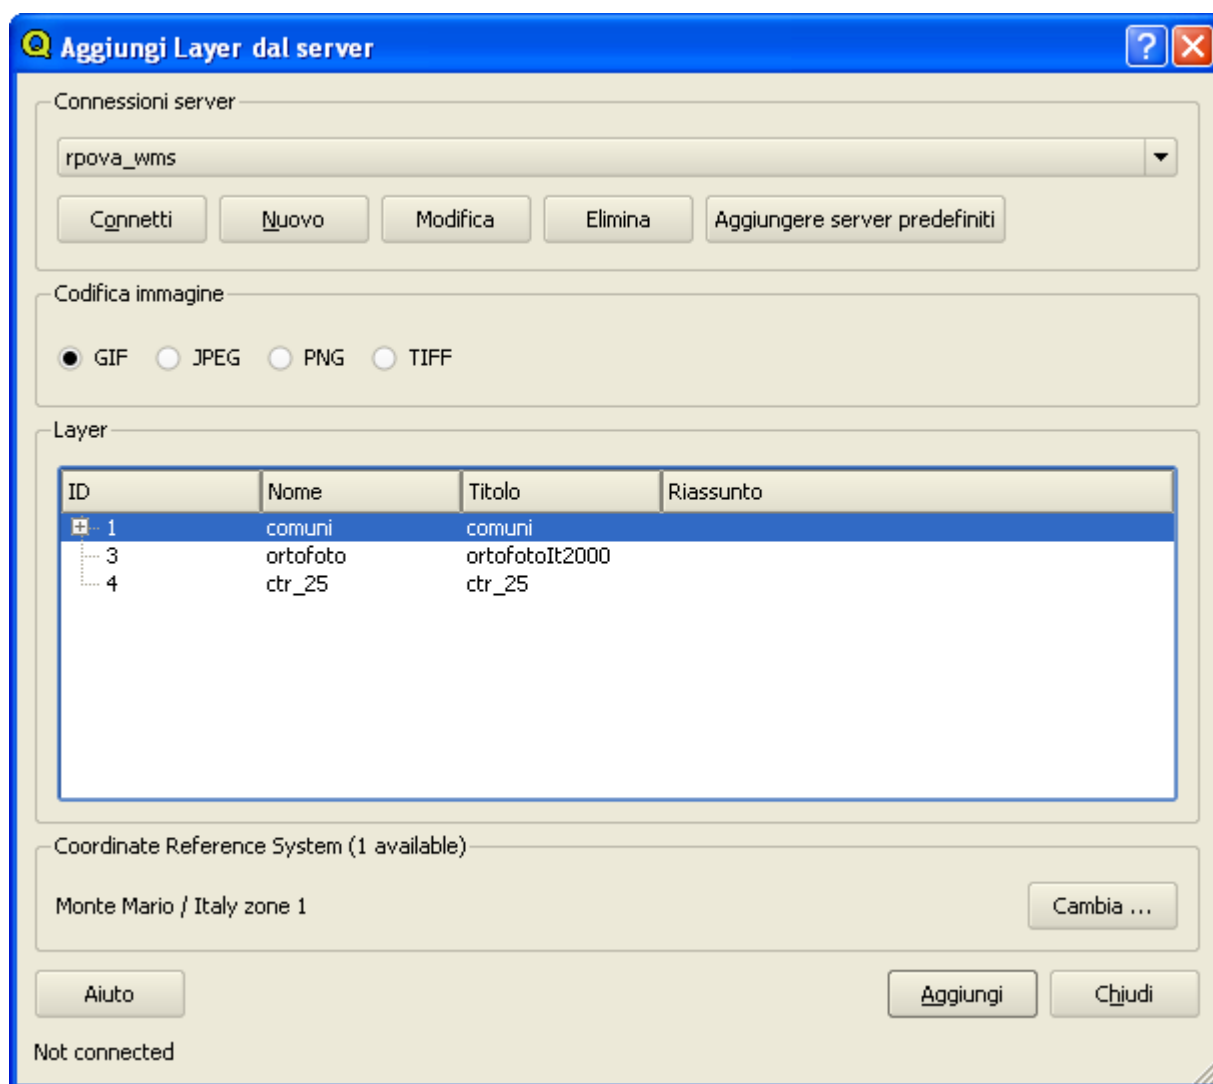 Aggiungi Layer dal server
Connessioni server
rpova_wms
Connetti Nuovo Modifica Elimina Aggiungere server predefiniti
Codifica immagine
GIF JPEG PNG TIFF
Layer
ID Nome Titolo Riassunto
1 comuni comuni
3 ortofoto ortofotoIt2000
4 ctr_25 ctr_25
Coordinate Reference System (1 available)
Monte Mario / Italy zone 1 Cambia ...
Aiuto Aggiungi Chiudi
Not connected